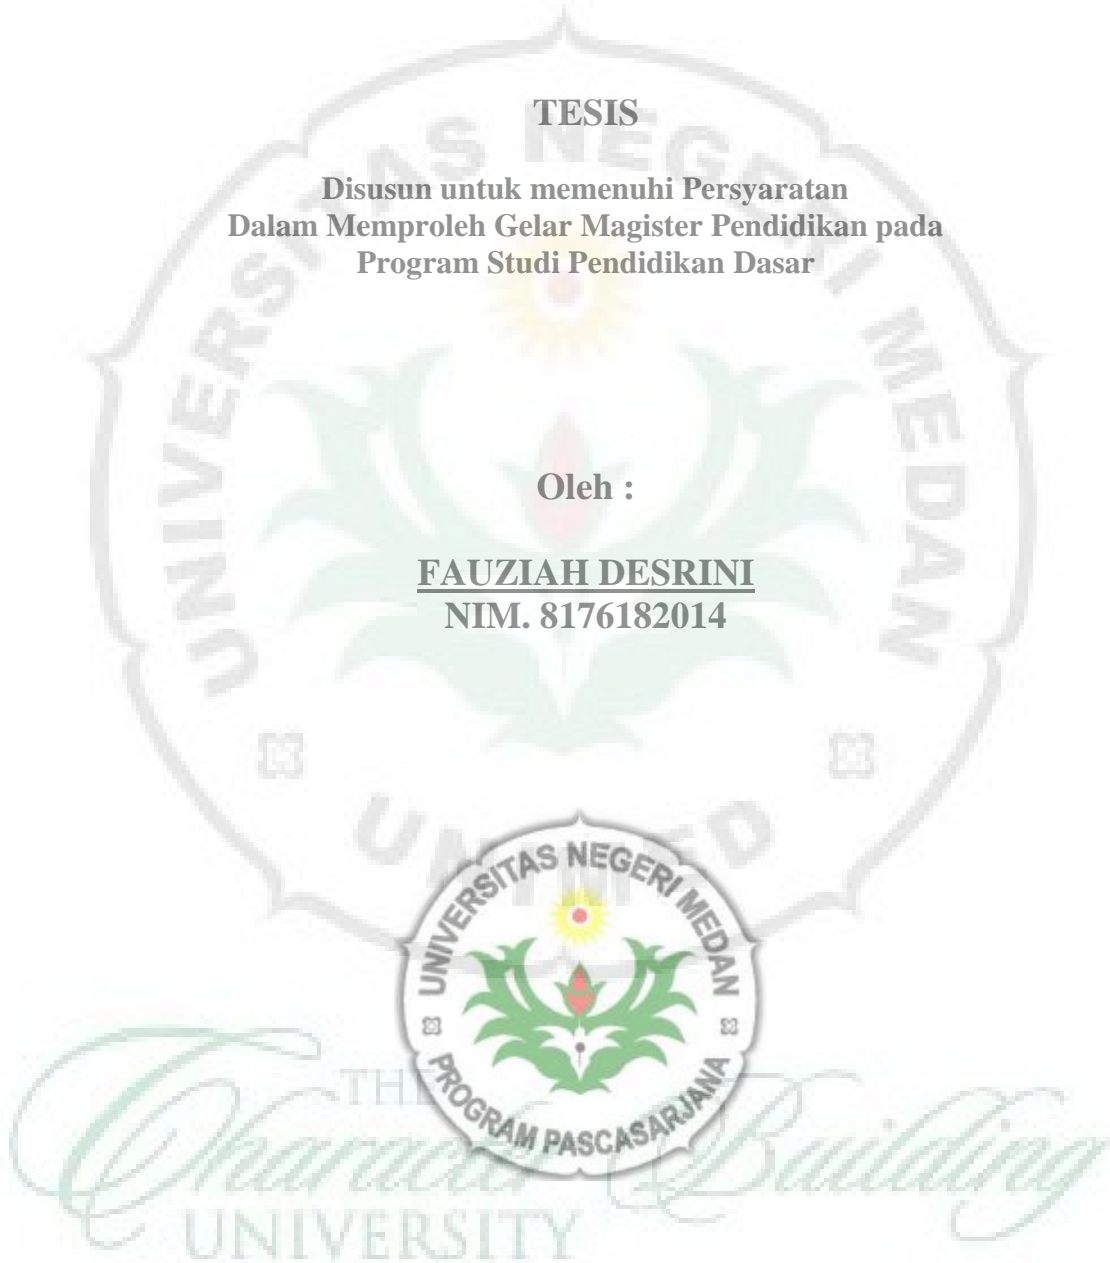 TESIS
Disusun untuk memenuhi Persyaratan
Dalam Memproleh Gelar Magister Pendidikan pada
Program Studi Pendidikan Dasar
Oleh :
FAUZIAH DESRINI
NIM. 8176182014
UNIVERSITAS NEGERI MEDAN
UNIMED
UNIVERSITAS NEGERI MEDAN
PROGRAM PASCASARJANA
THE
Character Building
UNIVERSITY